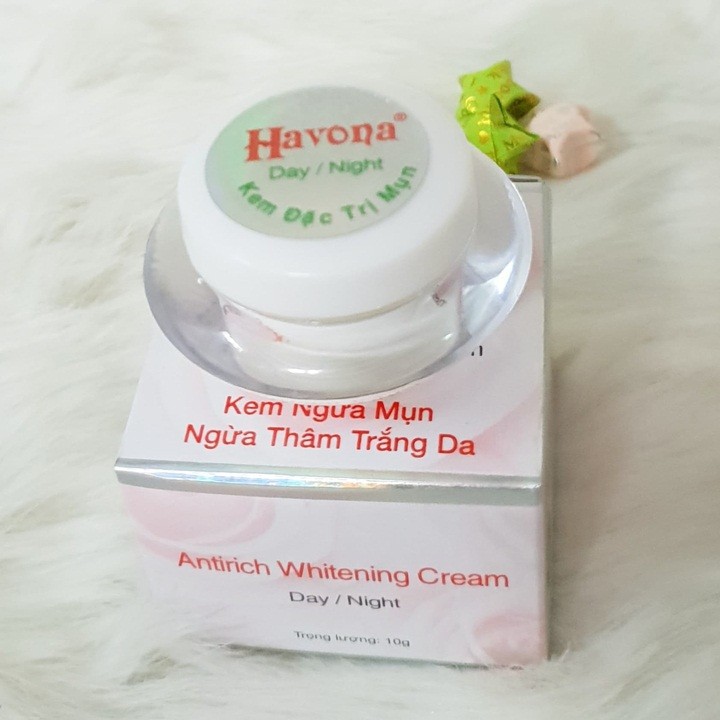 Havona®
Day / Night
Kem Đặc Trị Mụn
Kem Ngừa Mụn
Ngừa Thâm Trắng Da
Antirich Whitening Cream
Day / Night
Trọng lượng: 10g